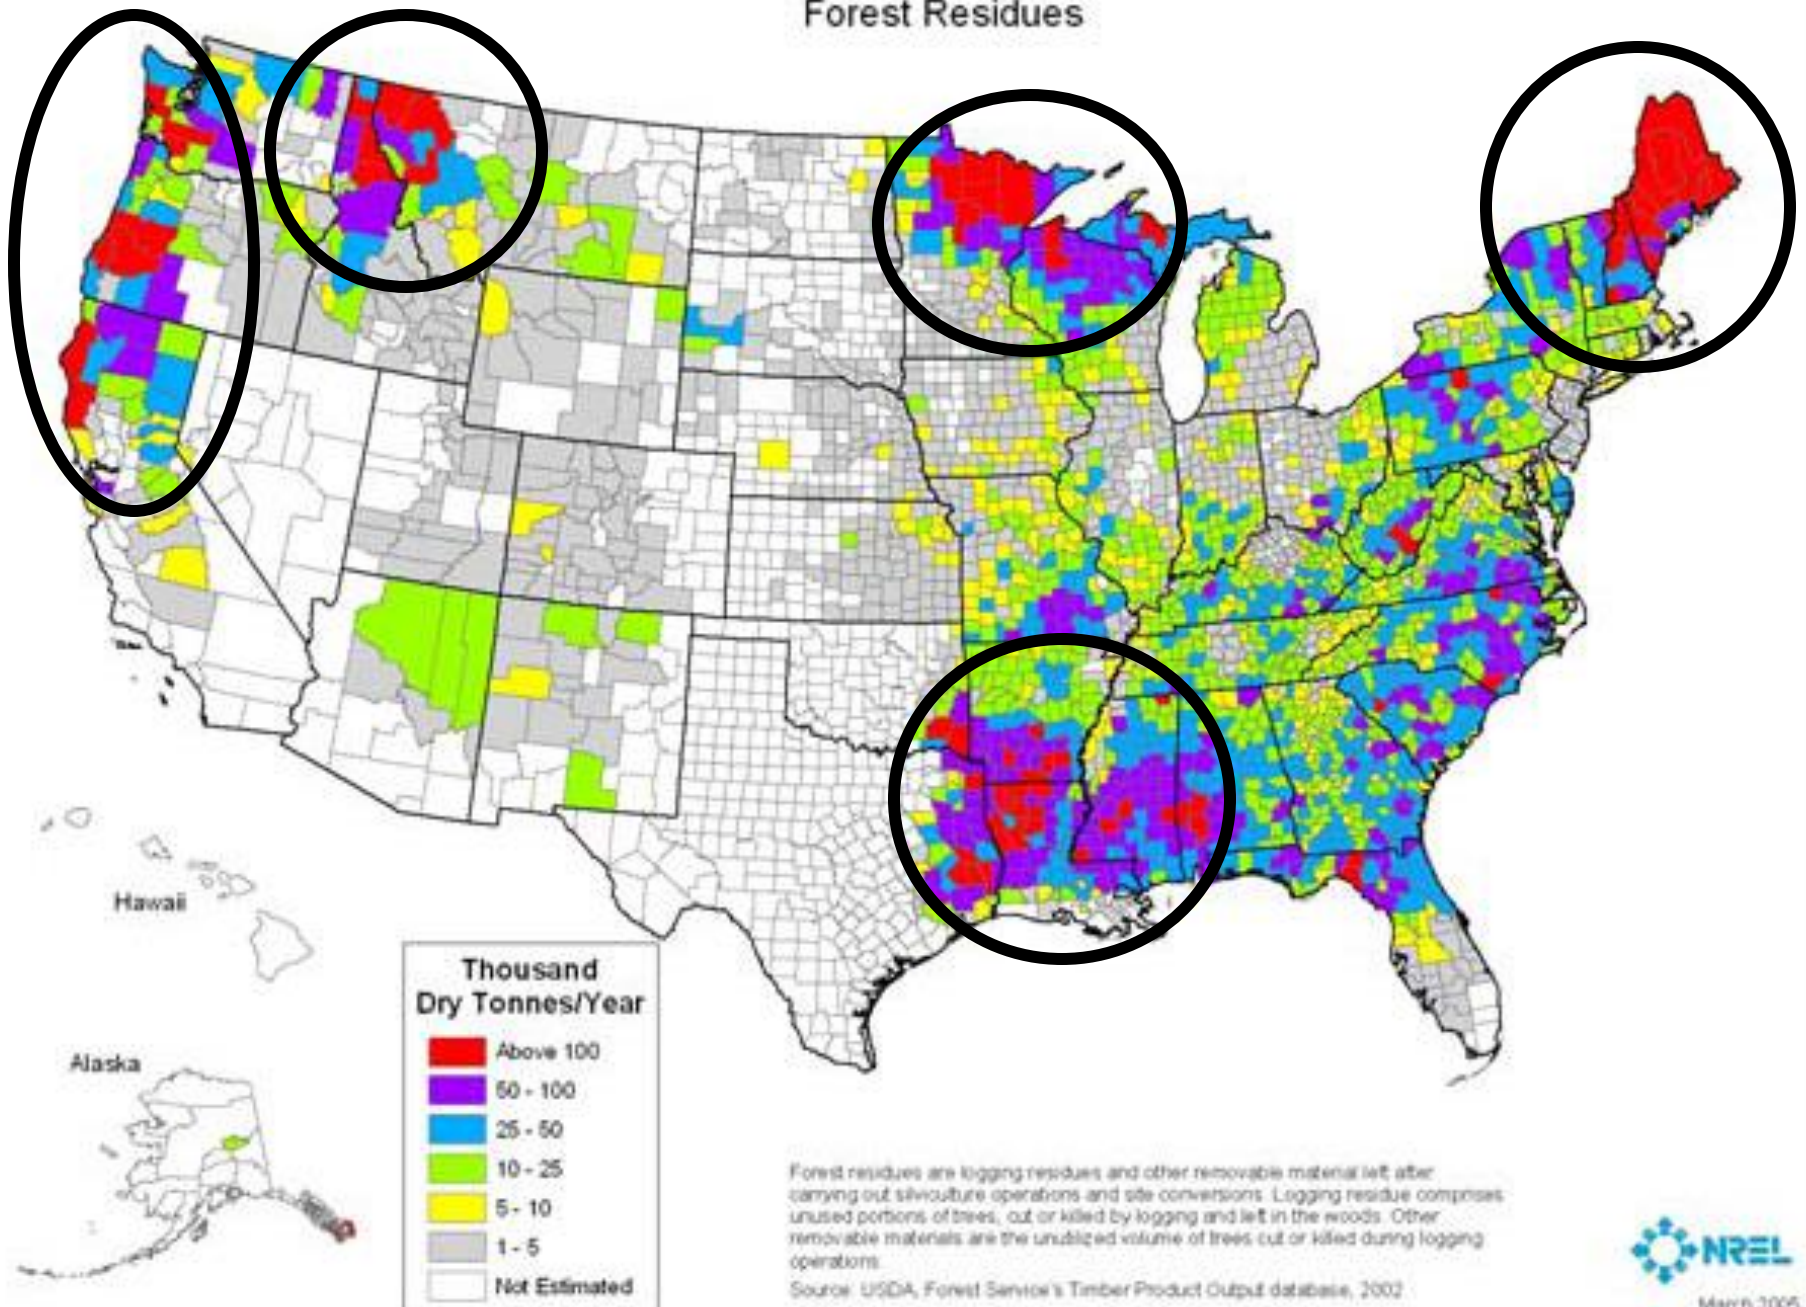 Forest Residues
Hawaii
Alaska
Thousand
Dry Tonnes/Year
Above 100
50 - 100
25 - 50
10 - 25
5 - 10
1 - 5
Not Estimated
Forest residues are logging residues and other removable material left after
carrying out silviculture operations and site conversions. Logging residue comprises
unused portions of trees, cut or killed by logging and left in the woods. Other
removable materials are the unutilized volume of trees cut or killed during logging
operations.
Source: USDA, Forest Service's Timber Product Output database, 2002
NREL
March 2005